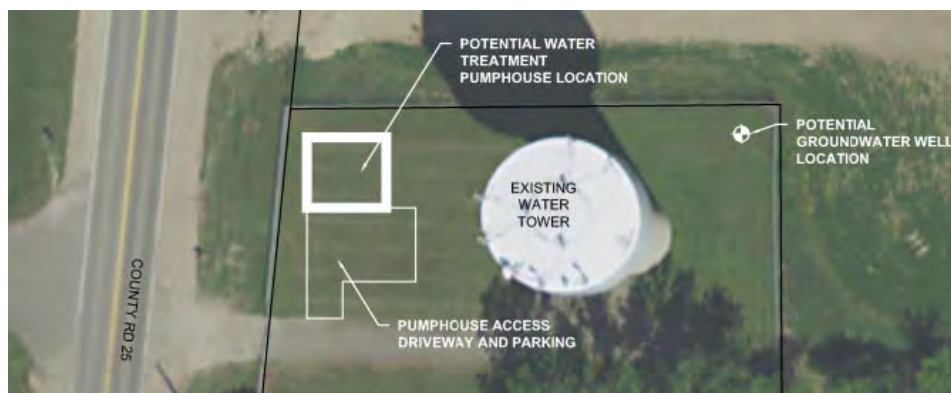 POTENTIAL WATER
TREATMENT
PUMPHOUSE LOCATION
POTENTIAL
GROUNDWATER WELL
LOCATION
EXISTING
WATER
TOWER
COUNTY RD 25
PUMPHOUSE ACCESS
DRIVEWAY AND PARKING